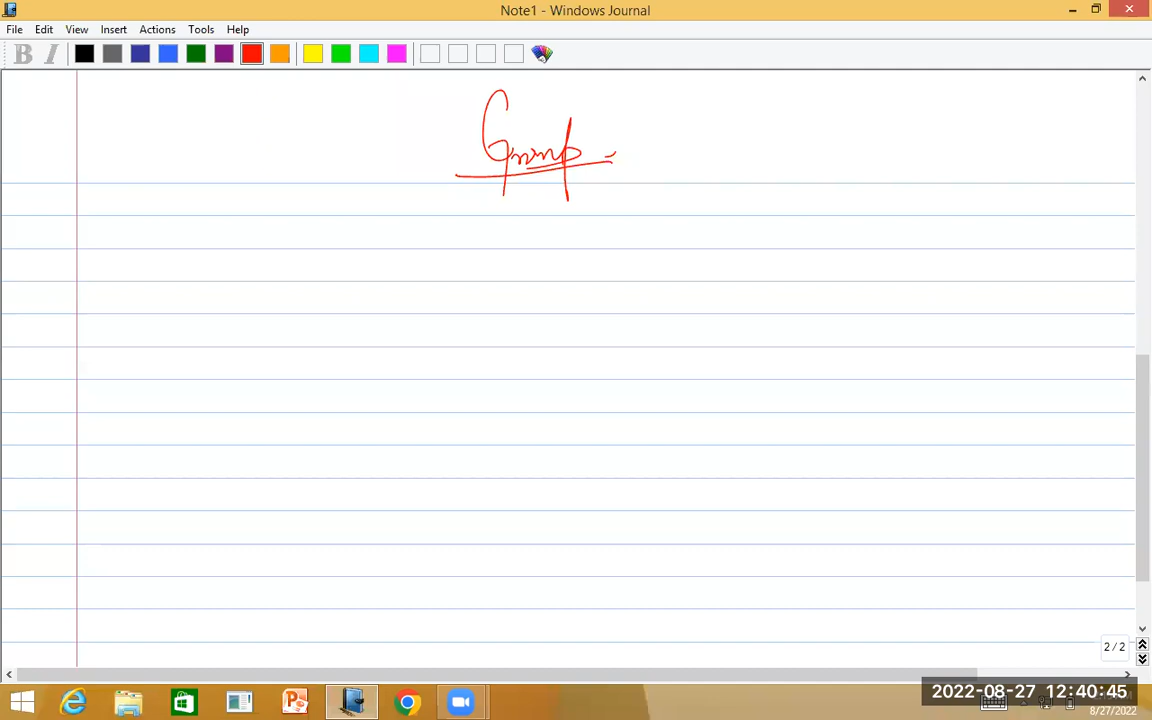 Note1 - Windows Journal
File Edit View Insert Actions Tools Help
B I
Group :-
2 / 2
2022-08-27 12:40:45
8/27/2022